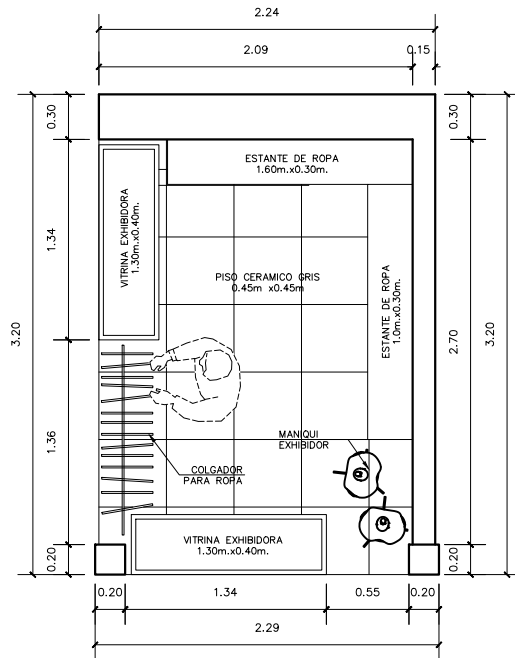 2.24
2.09
0.15
0.30
0.30
ESTANTE DE ROPA
1.60m.x0.30m.
VITRINA EXHIBIDORA
1.30m.x0.40m.
1.34
PISO CERAMICO GRIS
0.45m x0.45m
ESTANTE DE ROPA
1.0m.x0.30m.
3.20
2.70
3.20
1.36
MANIQUI
EXHIBIDOR
COLGADOR
PARA ROPA
VITRINA EXHIBIDORA
1.30m.x0.40m.
0.20
0.20
0.20
1.34
0.55
0.20
2.29